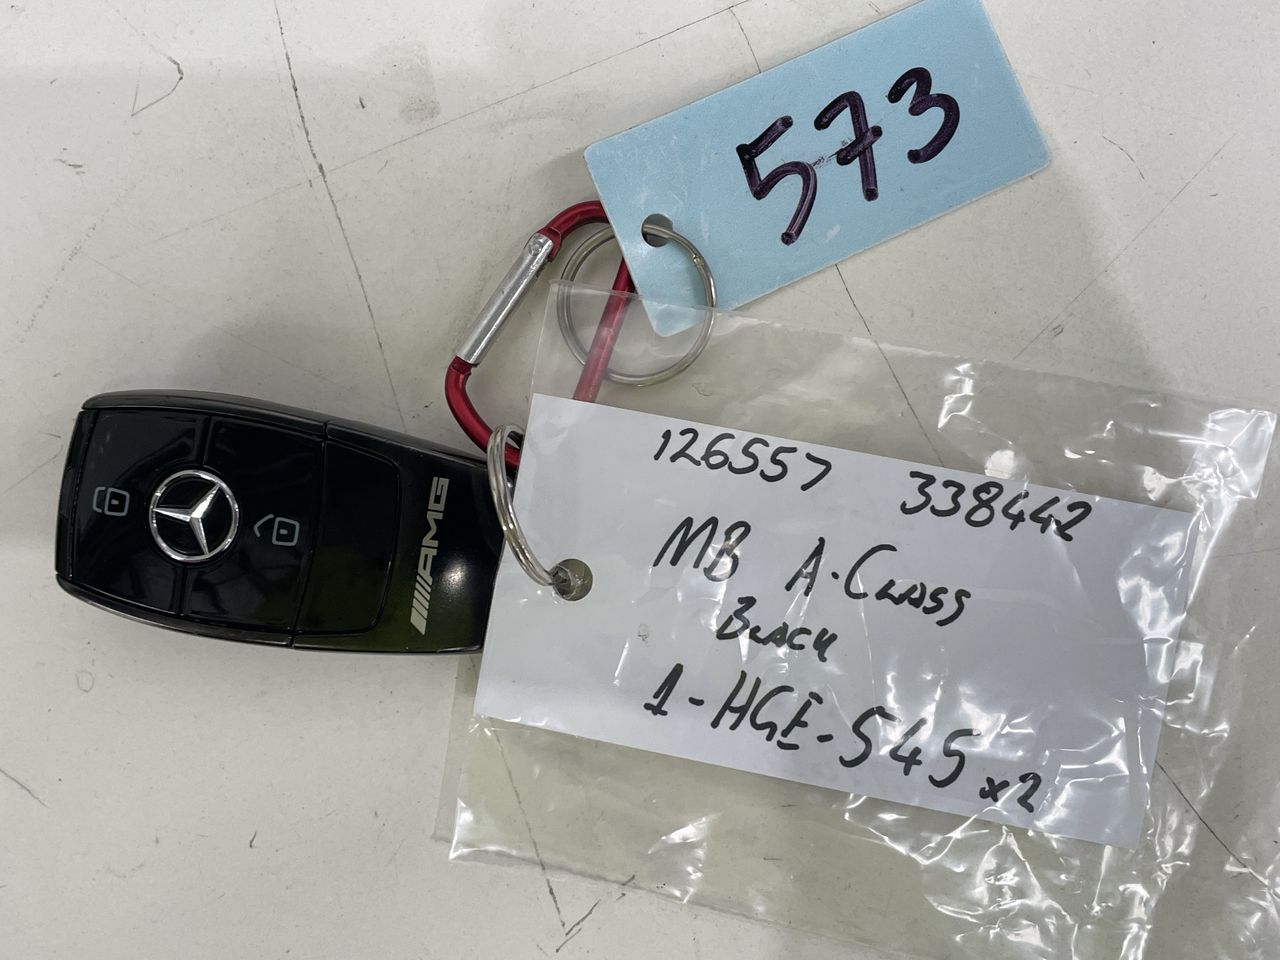 573
126557 338442
MB A-Class
Black
1-HGE-545 x2
AMG